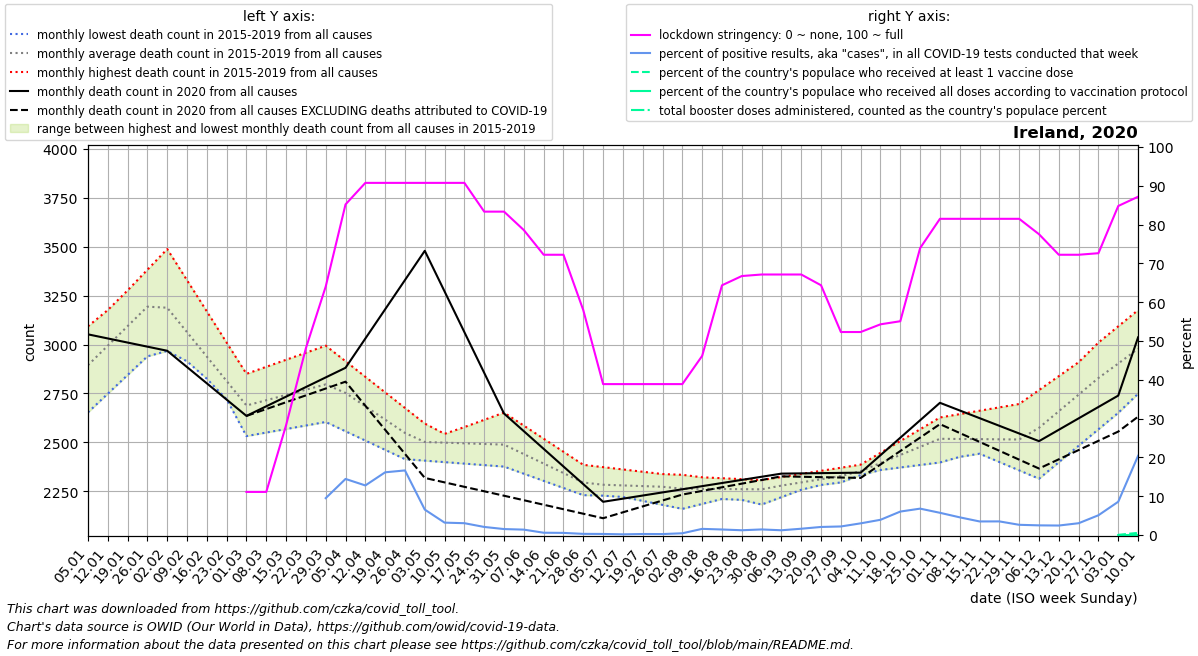 left Y axis:
monthly lowest death count in 2015-2019 from all causes
monthly average death count in 2015-2019 from all causes
monthly highest death count in 2015-2019 from all causes
monthly death count in 2020 from all causes
monthly death count in 2020 from all causes EXCLUDING deaths attributed to COVID-19
range between highest and lowest monthly death count from all causes in 2015-2019
right Y axis:
lockdown stringency: 0 ~ none, 100 ~ full
percent of positive results, aka "cases", in all COVID-19 tests conducted that week
percent of the country's populace who received at least 1 vaccine dose
percent of the country's populace who received all doses according to vaccination protocol
total booster doses administered, counted as the country's populace percent
Ireland, 2020
count
4000
3750
3500
3250
3000
2750
2500
2250
percent
100
90
80
70
60
50
40
30
20
10
0
05.01 12.01 19.01 26.01 02.02 09.02 16.02 23.02 01.03 08.03 15.03 22.03 29.03 05.04 12.04 19.04 26.04 03.05 10.05 17.05 24.05 31.05 07.06 14.06 21.06 28.06 05.07 12.07 19.07 26.07 02.08 09.08 16.08 23.08 30.08 06.09 13.09 20.09 27.09 04.10 11.10 18.10 25.10 01.11 08.11 15.11 22.11 29.11 06.12 13.12 20.12 27.12 03.01 10.01
date (ISO week Sunday)
This chart was downloaded from https://github.com/czka/covid_toll_tool.
Chart's data source is OWID (Our World in Data), https://github.com/owid/covid-19-data.
For more information about the data presented on this chart please see https://github.com/czka/covid_toll_tool/blob/main/README.md.